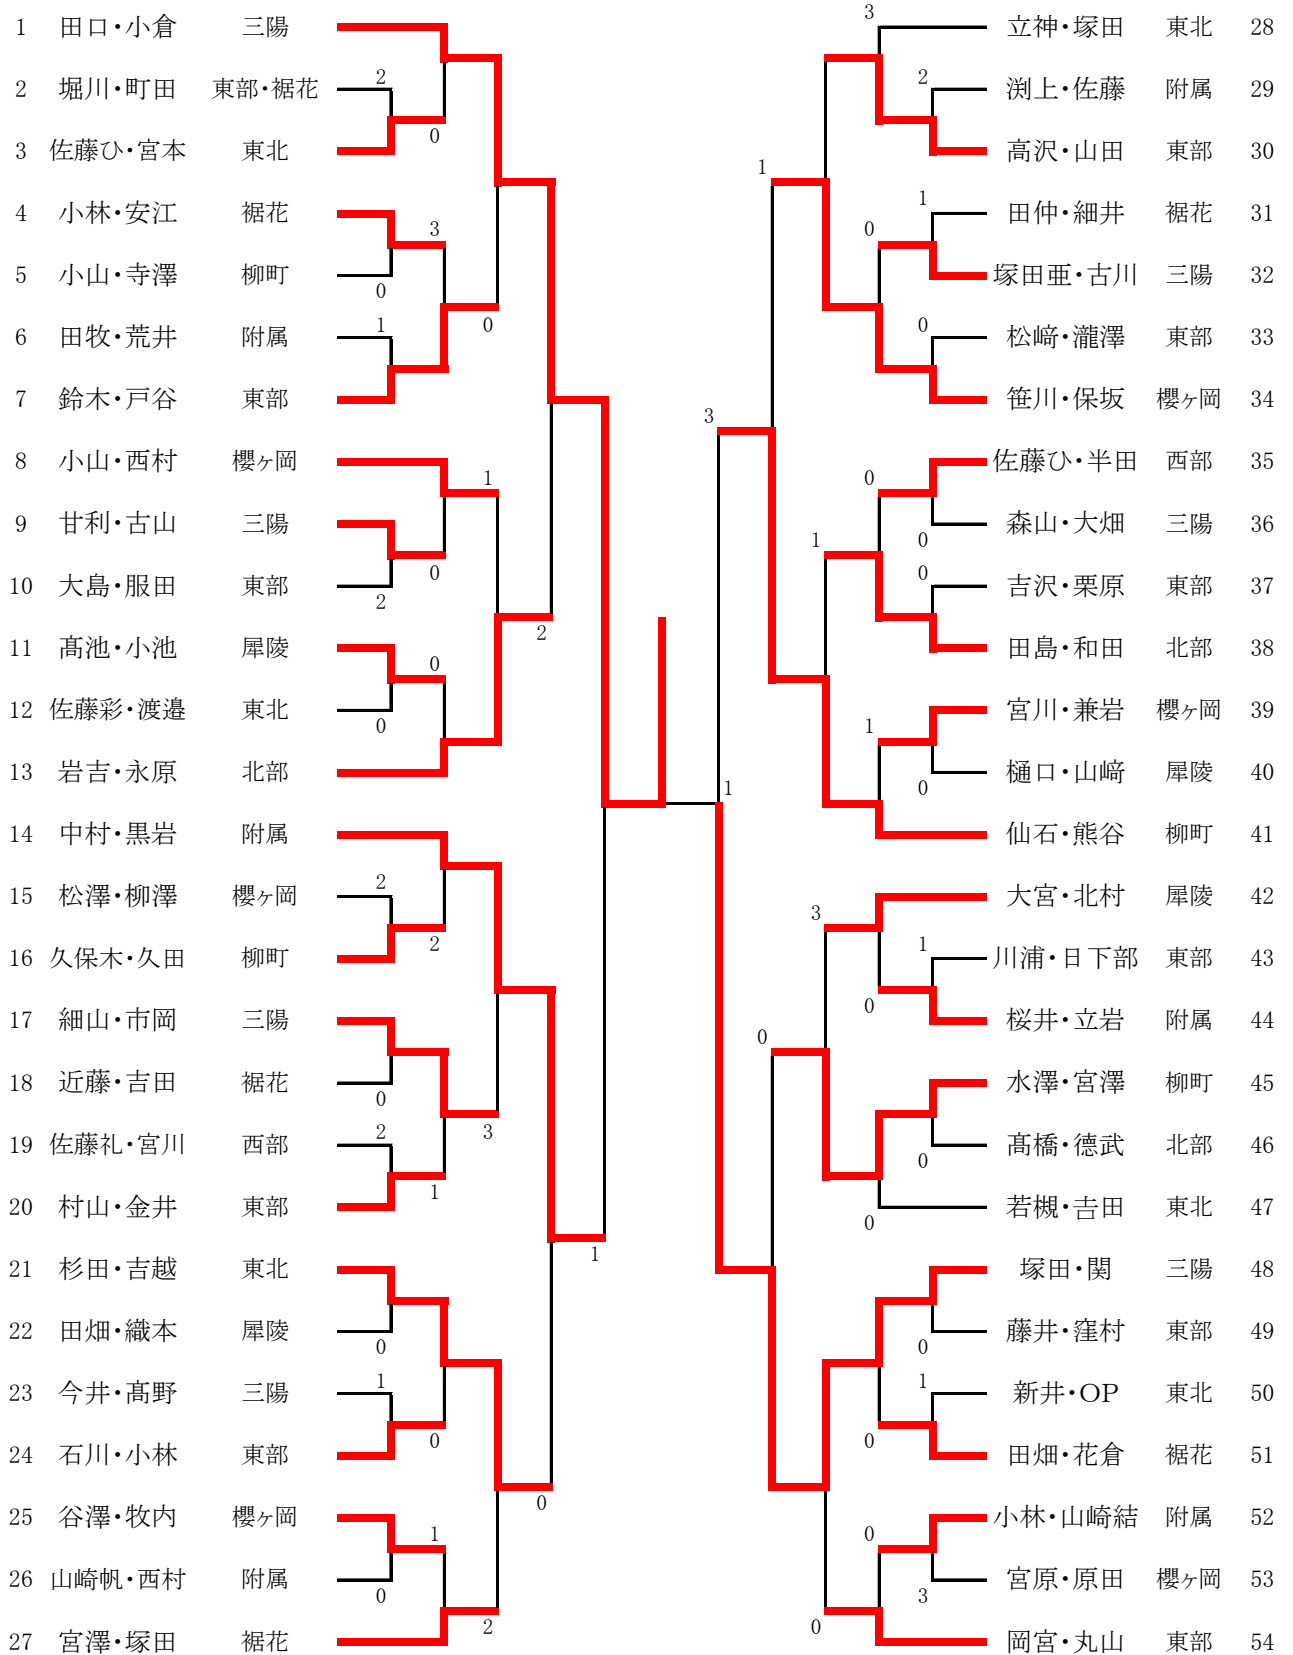 1 田口・小倉 三陽
2 堀川・町田 東部・裾花
3 佐藤ひ・宮本 東北
4 小林・安江 裾花
5 小山・寺澤 柳町
6 田牧・荒井 附属
7 鈴木・戸谷 東部
8 小山・西村 櫻ヶ岡
9 甘利・古山 三陽
10 大島・服田 東部
11 髙池・小池 犀陵
12 佐藤彩・渡邉 東北
13 岩吉・永原 北部
14 中村・黒岩 附属
15 松澤・柳澤 櫻ヶ岡
16 久保木・久田 柳町
17 細山・市岡 三陽
18 近藤・吉田 裾花
19 佐藤礼・宮川 西部
20 村山・金井 東部
21 杉田・吉越 東北
22 田畑・織本 犀陵
23 今井・髙野 三陽
24 石川・小林 東部
25 谷澤・牧内 櫻ヶ岡
26 山崎帆・西村 附属
27 宮澤・塚田 裾花
2
0
3
0
1
0
1
0
2
2
0
0
2
2
0
3
2
1
1
0
1
0
0
1
0
2
立神・塚田 東北 28
渕上・佐藤 附属 29
高沢・山田 東部 30
田仲・細井 裾花 31
塚田亜・古川 三陽 32
松﨑・瀧澤 東部 33
笹川・保坂 櫻ヶ岡 34
佐藤ひ・半田 西部 35
森山・大畑 三陽 36
吉沢・栗原 東部 37
田島・和田 北部 38
宮川・兼岩 櫻ヶ岡 39
樋口・山﨑 犀陵 40
仙石・熊谷 柳町 41
大宮・北村 犀陵 42
川浦・日下部 東部 43
桜井・立岩 附属 44
水澤・宮澤 柳町 45
髙橋・德武 北部 46
若槻・𠮷田 東北 47
塚田・関 三陽 48
藤井・窪村 東部 49
新井・OP 東北 50
田畑・花倉 裾花 51
小林・山崎結 附属 52
宮原・原田 櫻ヶ岡 53
岡宮・丸山 東部 54
3
2
1
1
0
0
3
0
0
1
0
1
0
1
3
1
0
0
0
0
0
1
0
0
3
0